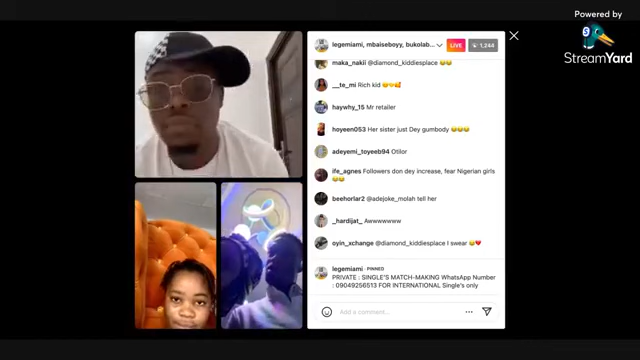 Powered by
StreamYard
legemiami, mbaiseboyy, bukolab...
LIVE
1,244
maka_nakii @diamond_kiddiesplace 😂😂
__te_mi Rich kid
haywhy_15 Mr retailer
hoyeen053 Her sister just Dey gumbody 😂😂😂
adeyemi_toyeeb94 Otilor
ife_agnes Followers don dey increase, fear Nigerian girls
😂😂
beehorlar2 @adejoke_molah tell her
_hardijat_ Awwwwwww
oyin_xchange @diamond_kiddiesplace I swear
legemiami · PINNED
PRIVATE : SINGLE'S MATCH-MAKING WhatsApp Number
: 09049256513 FOR INTERNATIONAL Single's only
Add a comment...